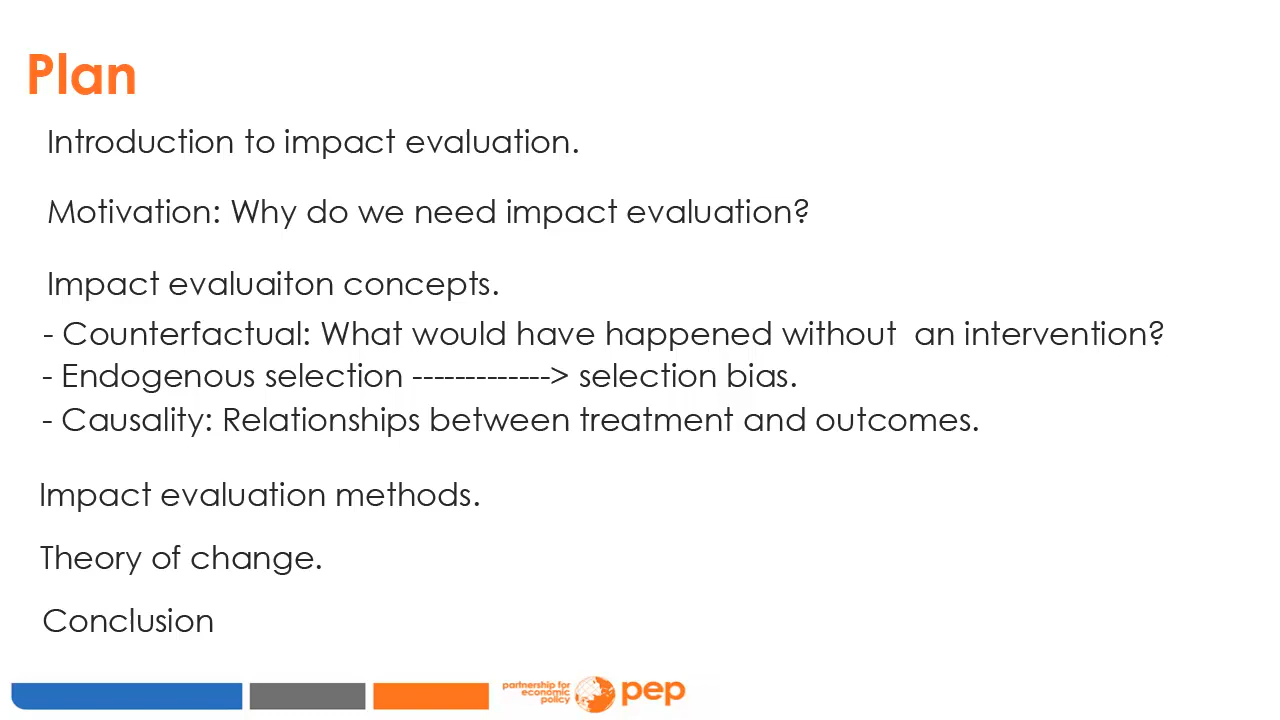 Plan
Introduction to impact evaluation.
Motivation: Why do we need impact evaluation?
Impact evaluaiton concepts.
- Counterfactual: What would have happened without  an intervention?
- Endogenous selection -------------> selection bias.
- Causality: Relationships between treatment and outcomes.
Impact evaluation methods.
Theory of change.
Conclusion
partnership for
economic
policy
pep